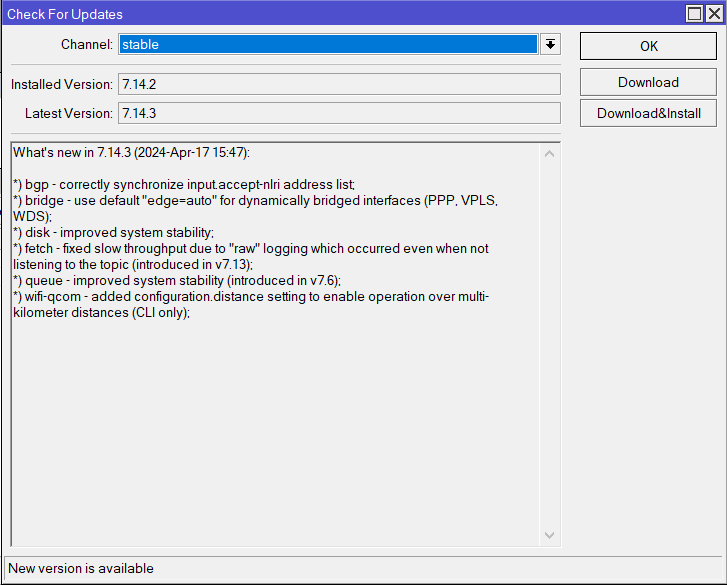 Check For Updates
Channel: stable
OK
Installed Version: 7.14.2
Download
Latest Version: 7.14.3
Download&Install
What's new in 7.14.3 (2024-Apr-17 15:47):
*) bgp - correctly synchronize input.accept-nlri address list;
*) bridge - use default "edge=auto" for dynamically bridged interfaces (PPP, VPLS,
WDS);
*) disk - improved system stability;
*) fetch - fixed slow throughput due to "raw" logging which occurred even when not
listening to the topic (introduced in v7.13);
*) queue - improved system stability (introduced in v7.6);
*) wifi-qcom - added configuration.distance setting to enable operation over multi-
kilometer distances (CLI only);
New version is available